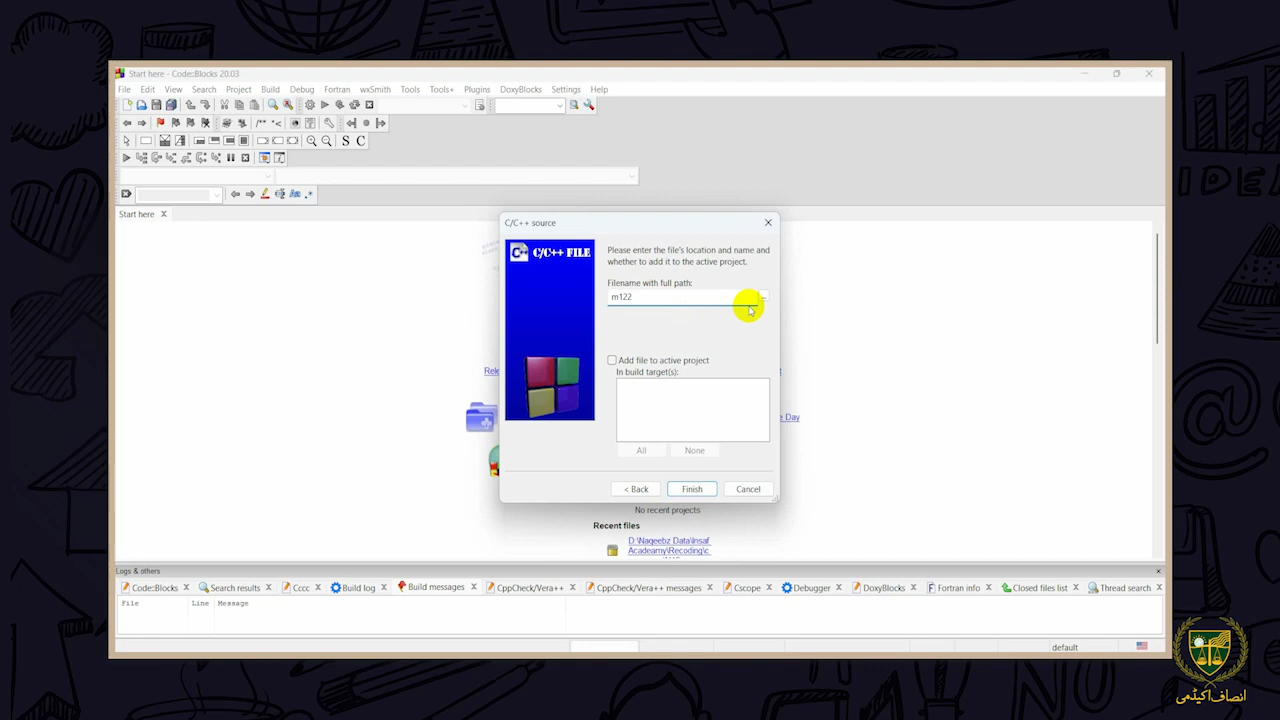 Start here - Code::Blocks 20.03
File Edit View Search Project Build Debug Fortran wxSmith Tools Tools+ Plugins DoxyBlocks Settings Help
S C
Start here
C/C++ source
C/C++ FILE
Please enter the file's location and name and
whether to add it to the active project.
Filename with full path:
m122
...
Add file to active project
In build target(s):
All None
Day
< Back Finish Cancel
No recent projects
Recent files
D:\Naqeebz Data\Insaf
Acadeamy\Recoding\c
Logs & others
Code::Blocks Search results Cccc Build log Build messages CppCheck/Vera++ CppCheck/Vera++ messages Cscope Debugger DoxyBlocks Fortran info Closed files list Thread search
File Line Message
default
انصاف اکیڈمی
IDEA
NO